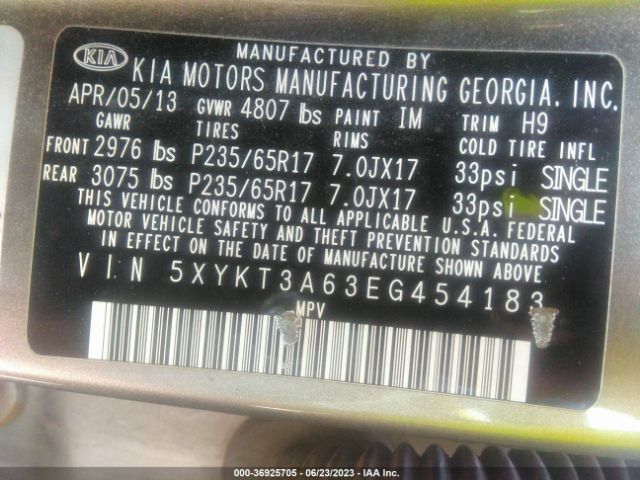 KIA
MANUFACTURED BY
KIA MOTORS MANUFACTURING GEORGIA, INC.
APR/05/13 GVWR 4807 lbs PAINT IM TRIM H9
GAWR TIRES RIMS COLD TIRE INFL
FRONT 2976 lbs P235/65R17 7.0JX17 33psi SINGLE
REAR 3075 lbs P235/65R17 7.0JX17 33psi SINGLE
THIS VEHICLE CONFORMS TO ALL APPLICABLE U.S.A. FEDERAL
MOTOR VEHICLE SAFETY AND THEFT PREVENTION STANDARDS
IN EFFECT ON THE DATE OF MANUFACTURE SHOWN ABOVE.
VIN 5XYKT3A63EG454183
MPV
000-36925705 - 06/23/2023 - IAAI.com